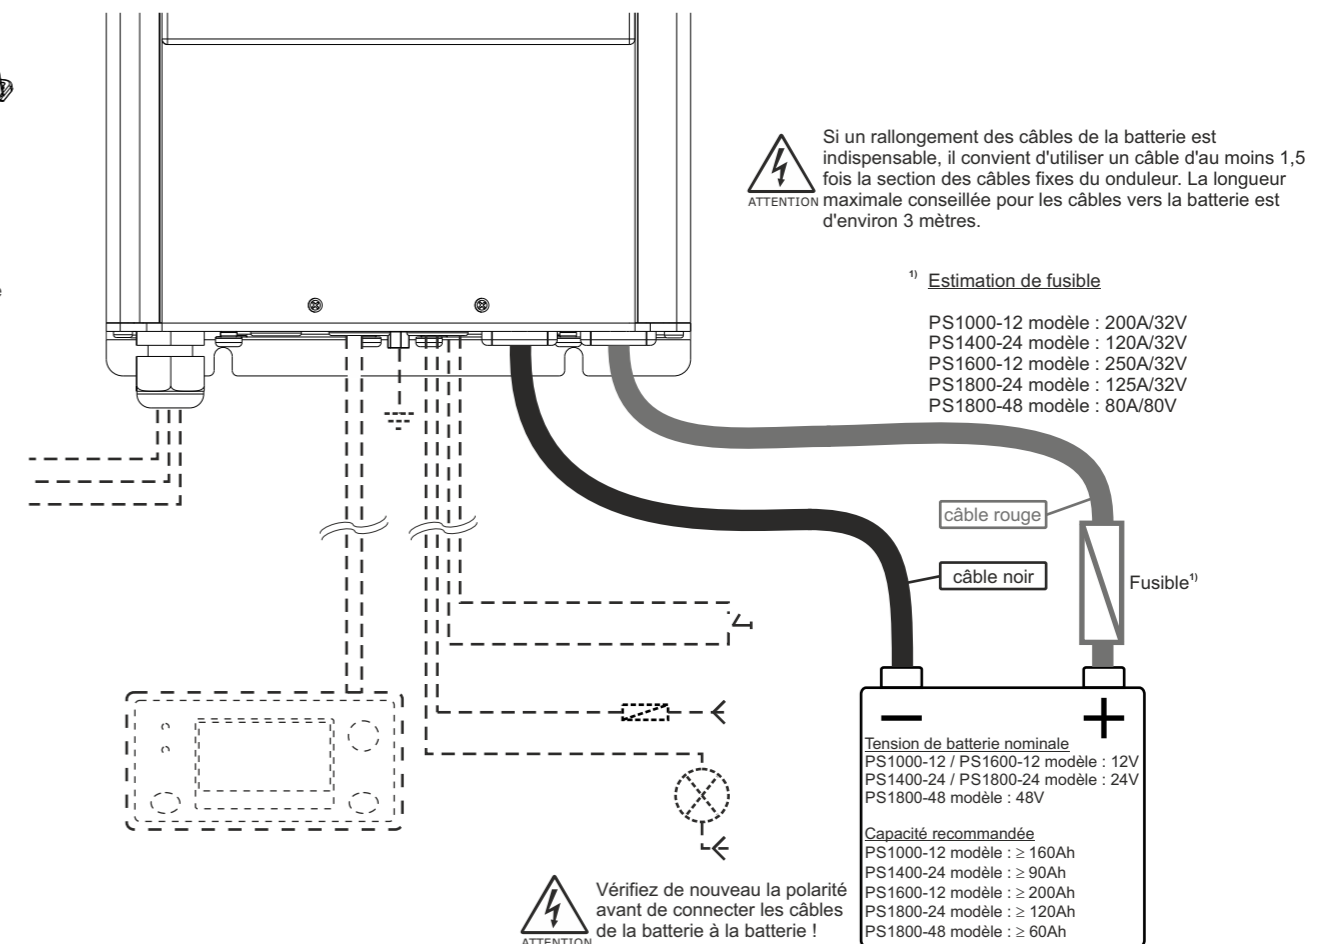 Si un rallongement des câbles de la batterie est
indispensable, il convient d'utiliser un câble d'au moins 1,5
fois la section des câbles fixes du onduleur. La longueur
maximale conseillée pour les câbles vers la batterie est
d'environ 3 mètres.
ATTENTION
¹⁾ Estimation de fusible
PS1000-12 modèle : 200A/32V
PS1400-24 modèle : 120A/32V
PS1600-12 modèle : 250A/32V
PS1800-24 modèle : 125A/32V
PS1800-48 modèle : 80A/80V
câble rouge
câble noir
Fusible¹⁾
Tension de batterie nominale
PS1000-12 / PS1600-12 modèle : 12V
PS1400-24 / PS1800-24 modèle : 24V
PS1800-48 modèle : 48V
Capacité recommandée
PS1000-12 modèle : ≥ 160Ah
PS1400-24 modèle : ≥ 90Ah
PS1600-12 modèle : ≥ 200Ah
PS1800-24 modèle : ≥ 120Ah
PS1800-48 modèle : ≥ 60Ah
Vérifiez de nouveau la polarité
avant de connecter les câbles
de la batterie à la batterie !
ATTENTION